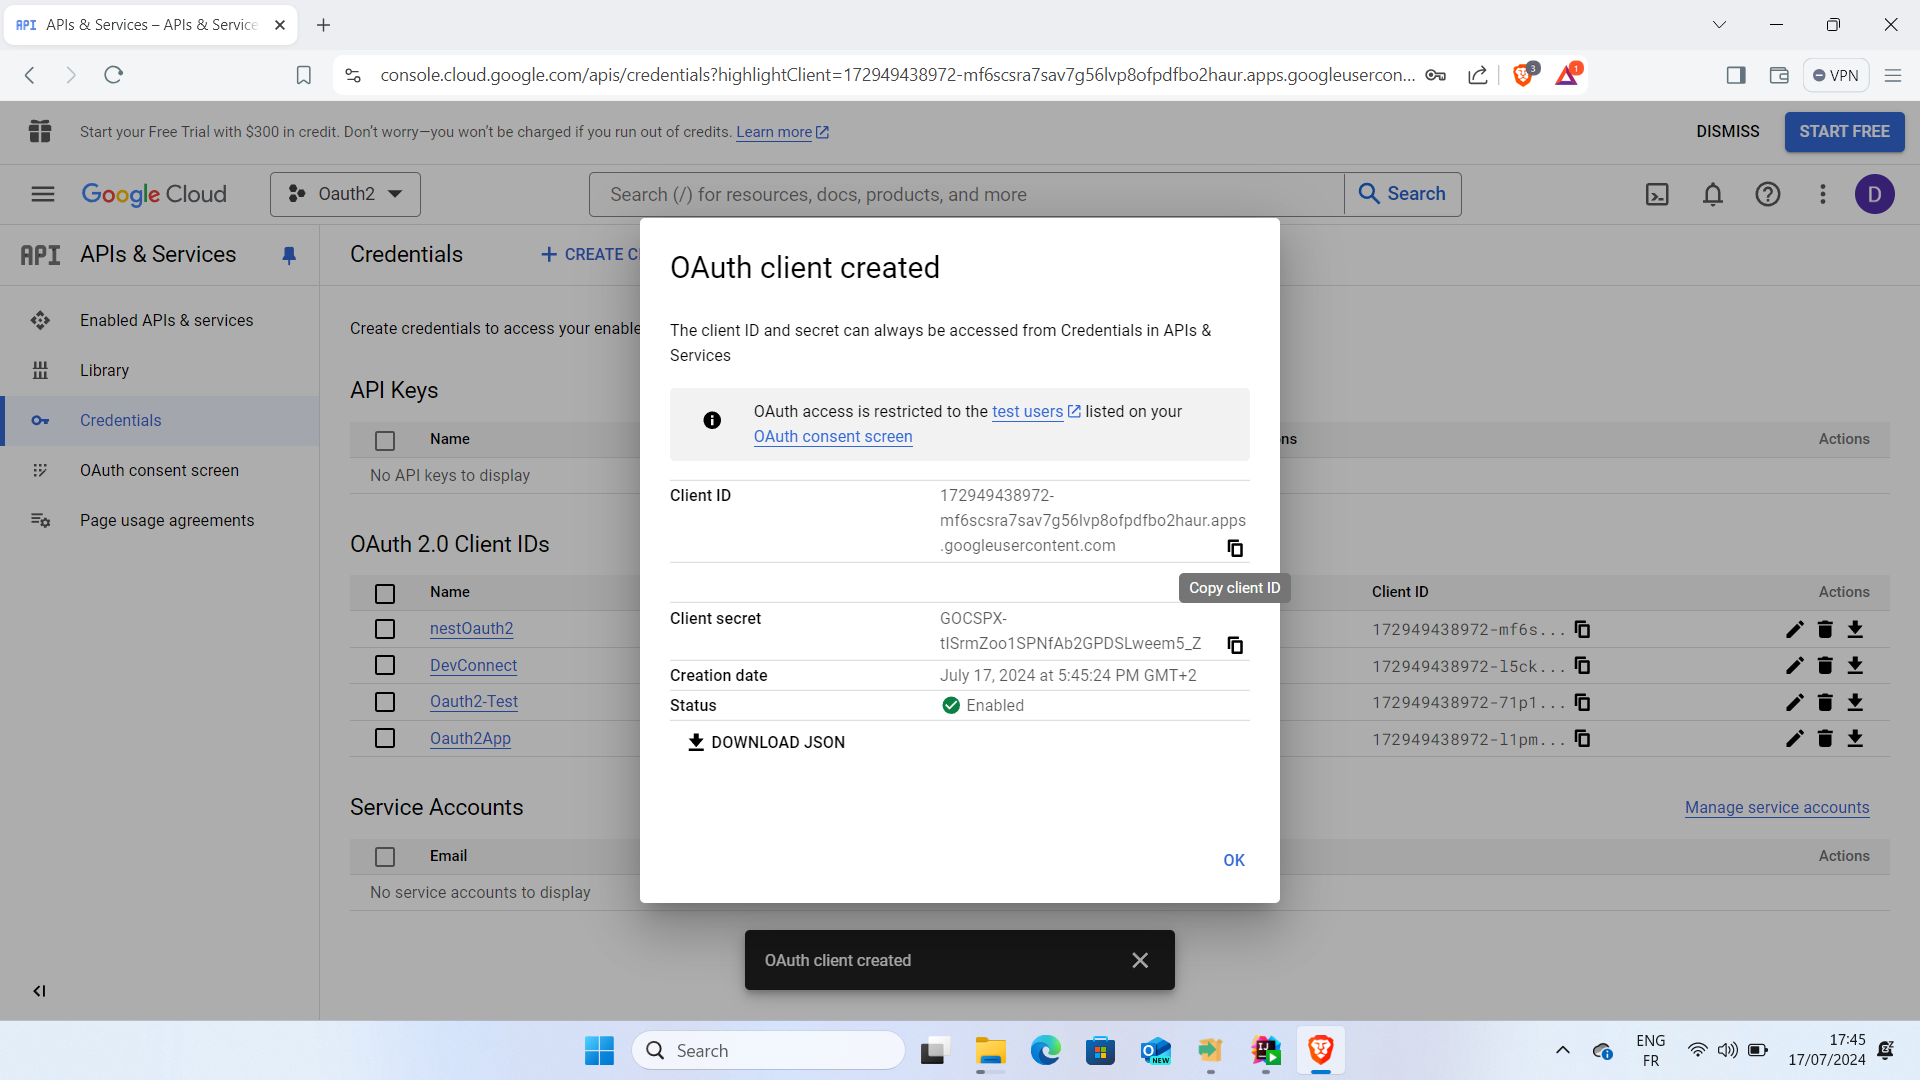 API APIs & Services – APIs & Service
console.cloud.google.com/apis/credentials?highlightClient=172949438972-mf6scsra7sav7g56lvp8ofpdfbo2haur.apps.googleusercon...
3
1
VPN
Start your Free Trial with $300 in credit. Don't worry—you won't be charged if you run out of credits. Learn more
DISMISS
START FREE
Google Cloud
Oauth2
Search (/) for resources, docs, products, and more
Search
D
API APIs & Services
Enabled APIs & services
Library
Credentials
OAuth consent screen
Page usage agreements
Credentials
+ CREATE C
Create credentials to access your enable
API Keys
Name
ns
Actions
No API keys to display
OAuth 2.0 Client IDs
Name
Client ID
Actions
nestOauth2
172949438972-mf6s...
DevConnect
172949438972-l5ck...
Oauth2-Test
172949438972-71p1...
Oauth2App
172949438972-l1pm...
Service Accounts
Manage service accounts
Email
Actions
No service accounts to display
OAuth client created
The client ID and secret can always be accessed from Credentials in APIs &
Services
OAuth access is restricted to the test users listed on your
OAuth consent screen
Client ID
172949438972-
mf6scsra7sav7g56lvp8ofpdfbo2haur.apps
.googleusercontent.com
Copy client ID
Client secret
GOCSPX-
tISrmZoo1SPNfAb2GPDSLweem5_Z
Creation date
July 17, 2024 at 5:45:24 PM GMT+2
Status
Enabled
DOWNLOAD JSON
OK
OAuth client created
Search
NEW
ENG
FR
17:45
17/07/2024